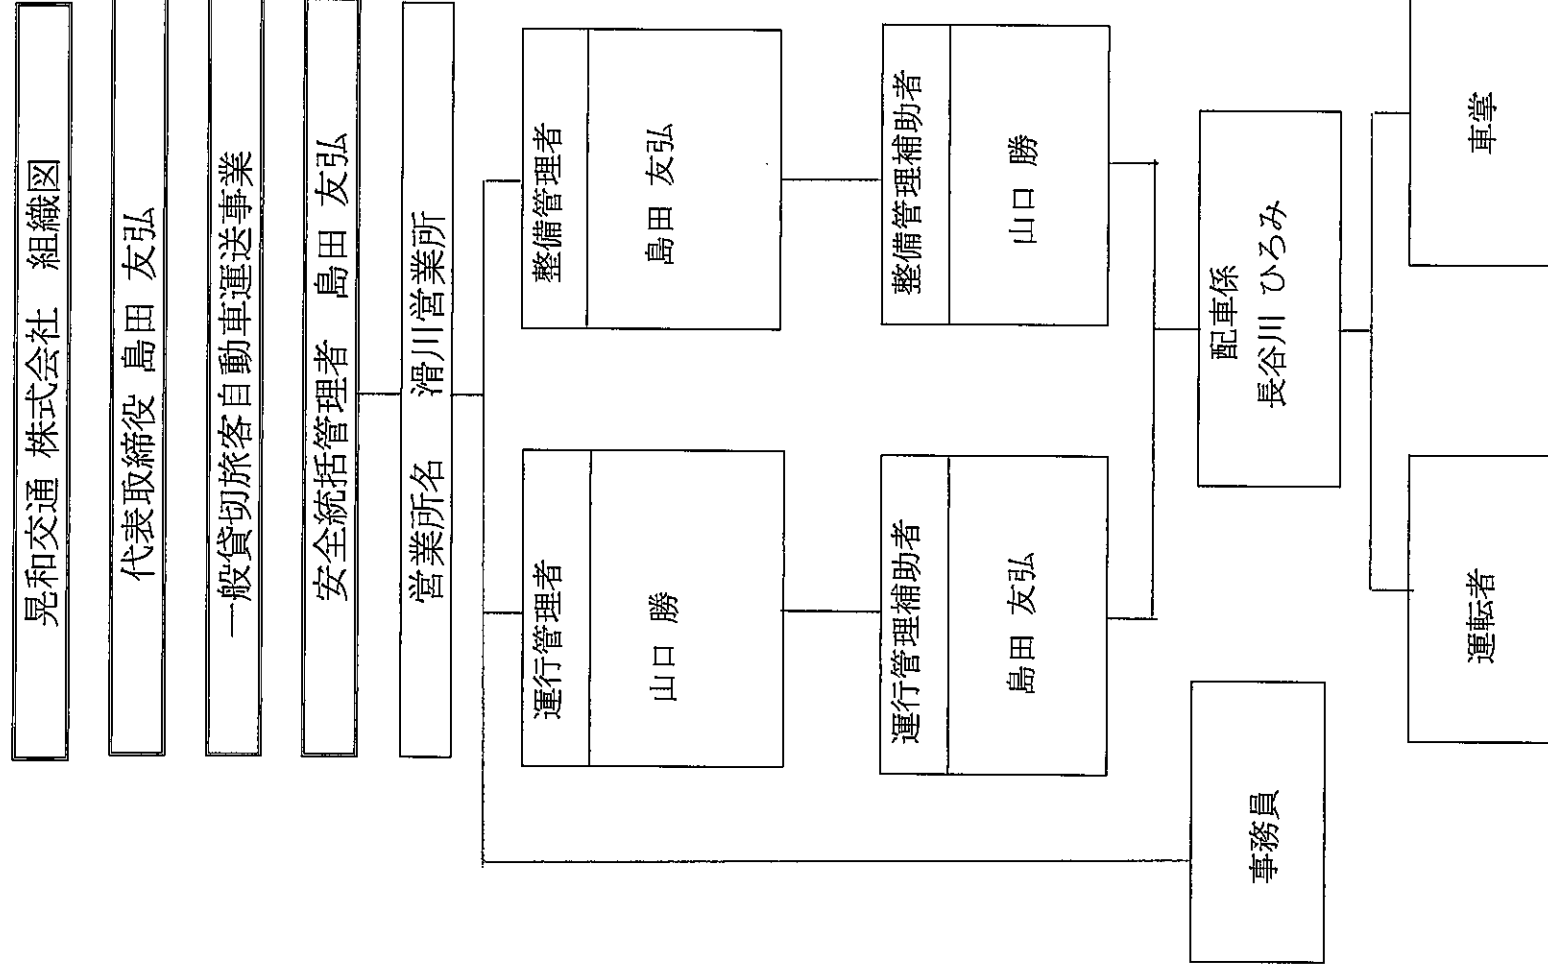 晃和交通 株式会社 組織図
代表取締役 島田 友弘
一般貸切旅客自動車運送事業
安全統括管理者 島田 友弘
営業所名 滑川営業所
運行管理者
山口 勝
整備管理者
島田 友弘
運行管理補助者
島田 友弘
整備管理補助者
山口 勝
配車係
長谷川 ひろみ
事務員
運転者
車掌